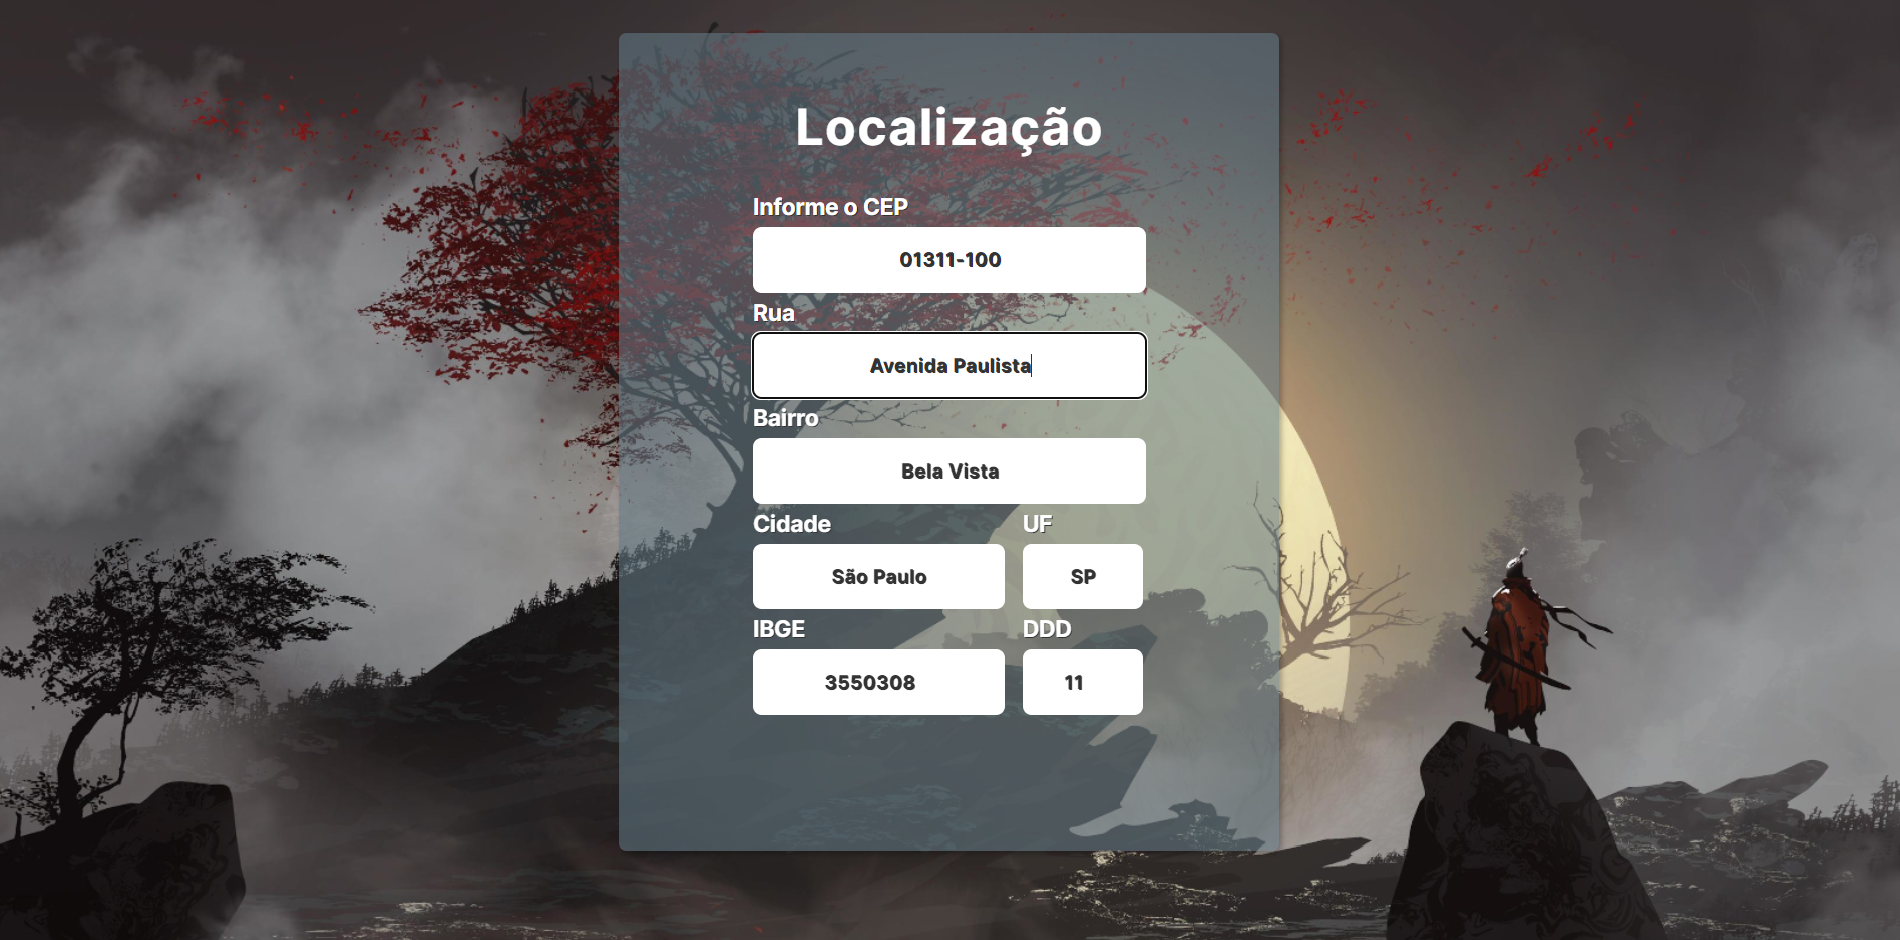 Localização
Informe o CEP
01311-100
Rua
Avenida Paulista
Bairro
Bela Vista
Cidade
UF
São Paulo
SP
IBGE
DDD
3550308
11